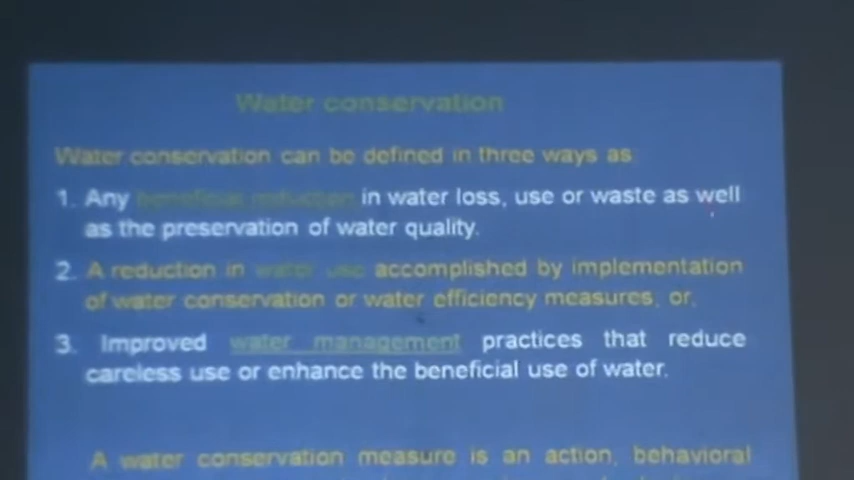 Water conservation
Water conservation can be defined in three ways as:
1. Any beneficial reduction in water loss, use or waste as well
as the preservation of water quality.
2. A reduction in water use accomplished by implementation
of water conservation or water efficiency measures, or,
3. Improved water management practices that reduce
careless use or enhance the beneficial use of water.
A water conservation measure is an action, behavioral